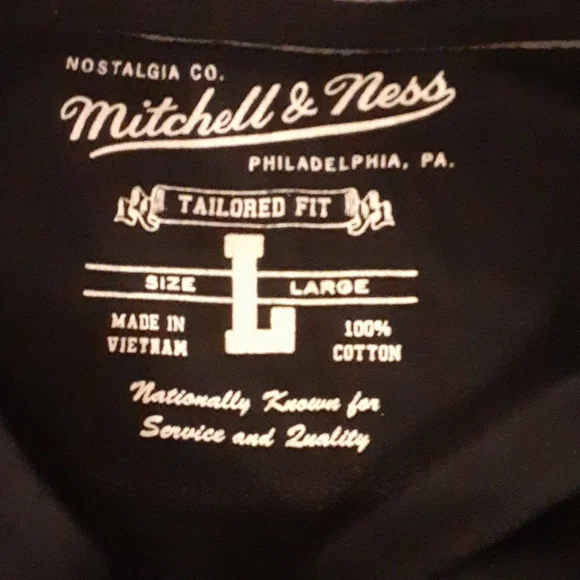 NOSTALGIA CO.
Mitchell & Ness
PHILADELPHIA, PA.
TAILORED FIT
L
SIZE LARGE
MADE IN VIETNAM
100% COTTON
Nationally Known for
Service and Quality